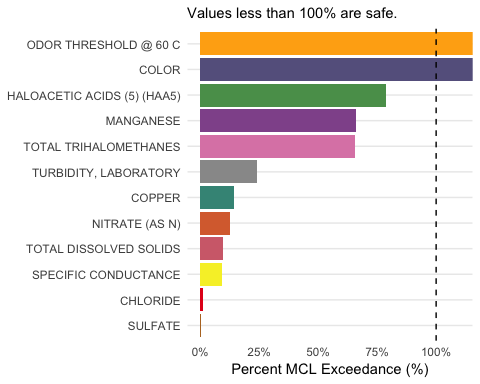 Values less than 100% are safe.
ODOR THRESHOLD @ 60 C
COLOR
HALOACETIC ACIDS (5) (HAA5)
MANGANESE
TOTAL TRIHALOMETHANES
TURBIDITY, LABORATORY
COPPER
NITRATE (AS N)
TOTAL DISSOLVED SOLIDS
SPECIFIC CONDUCTANCE
CHLORIDE
SULFATE
0% 25% 50% 75% 100%
Percent MCL Exceedance (%)